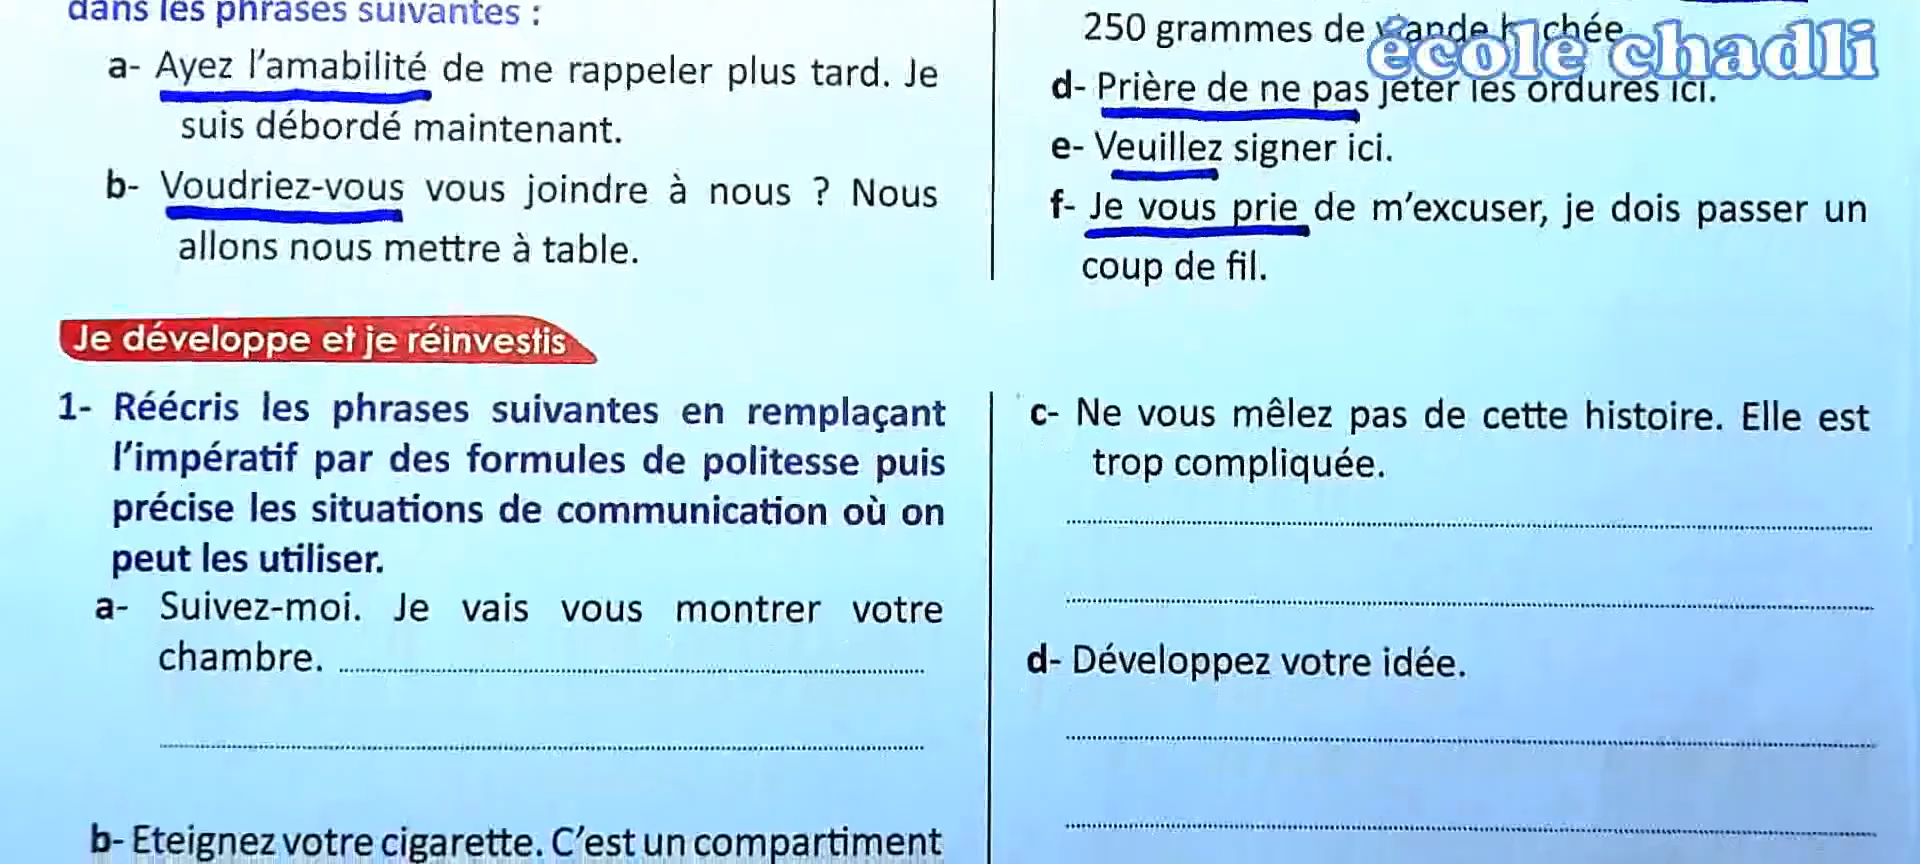 dans les phrases suivantes :
a- Ayez l'amabilité de me rappeler plus tard. Je
suis débordé maintenant.
b- Voudriez-vous vous joindre à nous ? Nous
allons nous mettre à table.
250 grammes de viande hachée
école chadli
d- Prière de ne pas jeter les ordures ici.
e- Veuillez signer ici.
f- Je vous prie de m'excuser, je dois passer un
coup de fil.
Je développe et je réinvestis
1- Réécris les phrases suivantes en remplaçant
l'impératif par des formules de politesse puis
précise les situations de communication où on
peut les utiliser.
a- Suivez-moi. Je vais vous montrer votre
chambre.
b- Eteignez votre cigarette. C'est un compartiment
c- Ne vous mêlez pas de cette histoire. Elle est
trop compliquée.
d- Développez votre idée.